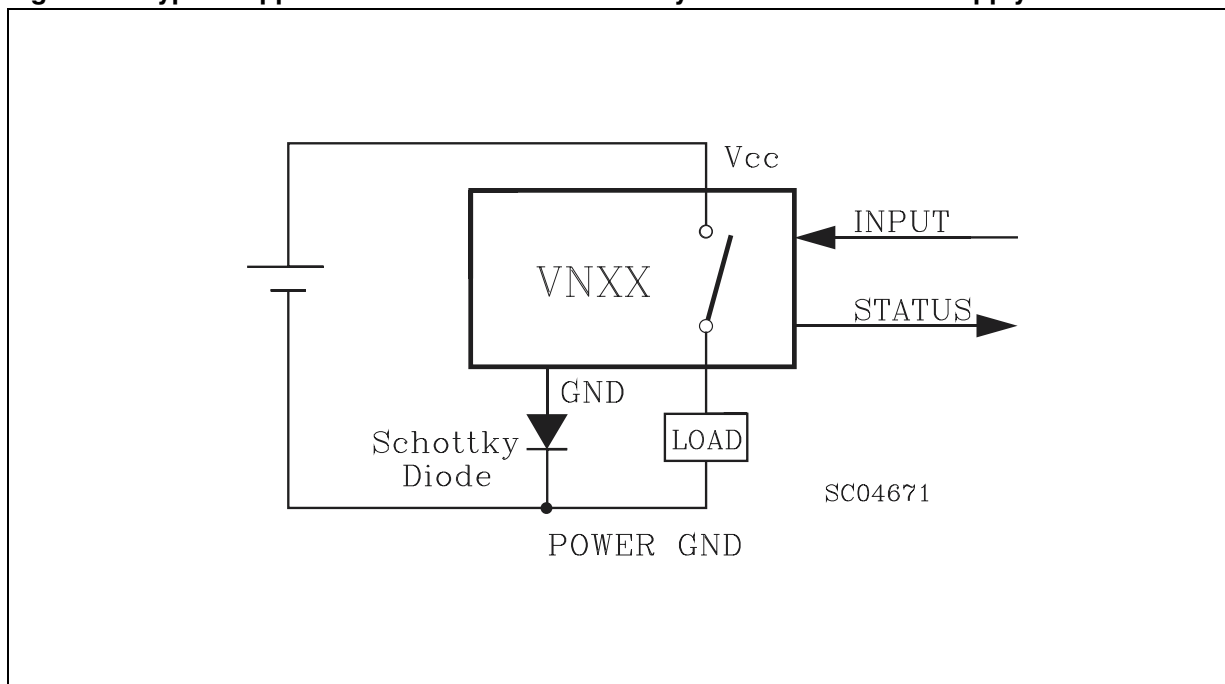 Vcc
INPUT
VNXX
STATUS
GND
Schottky
Diode
LOAD
SC04671
POWER GND